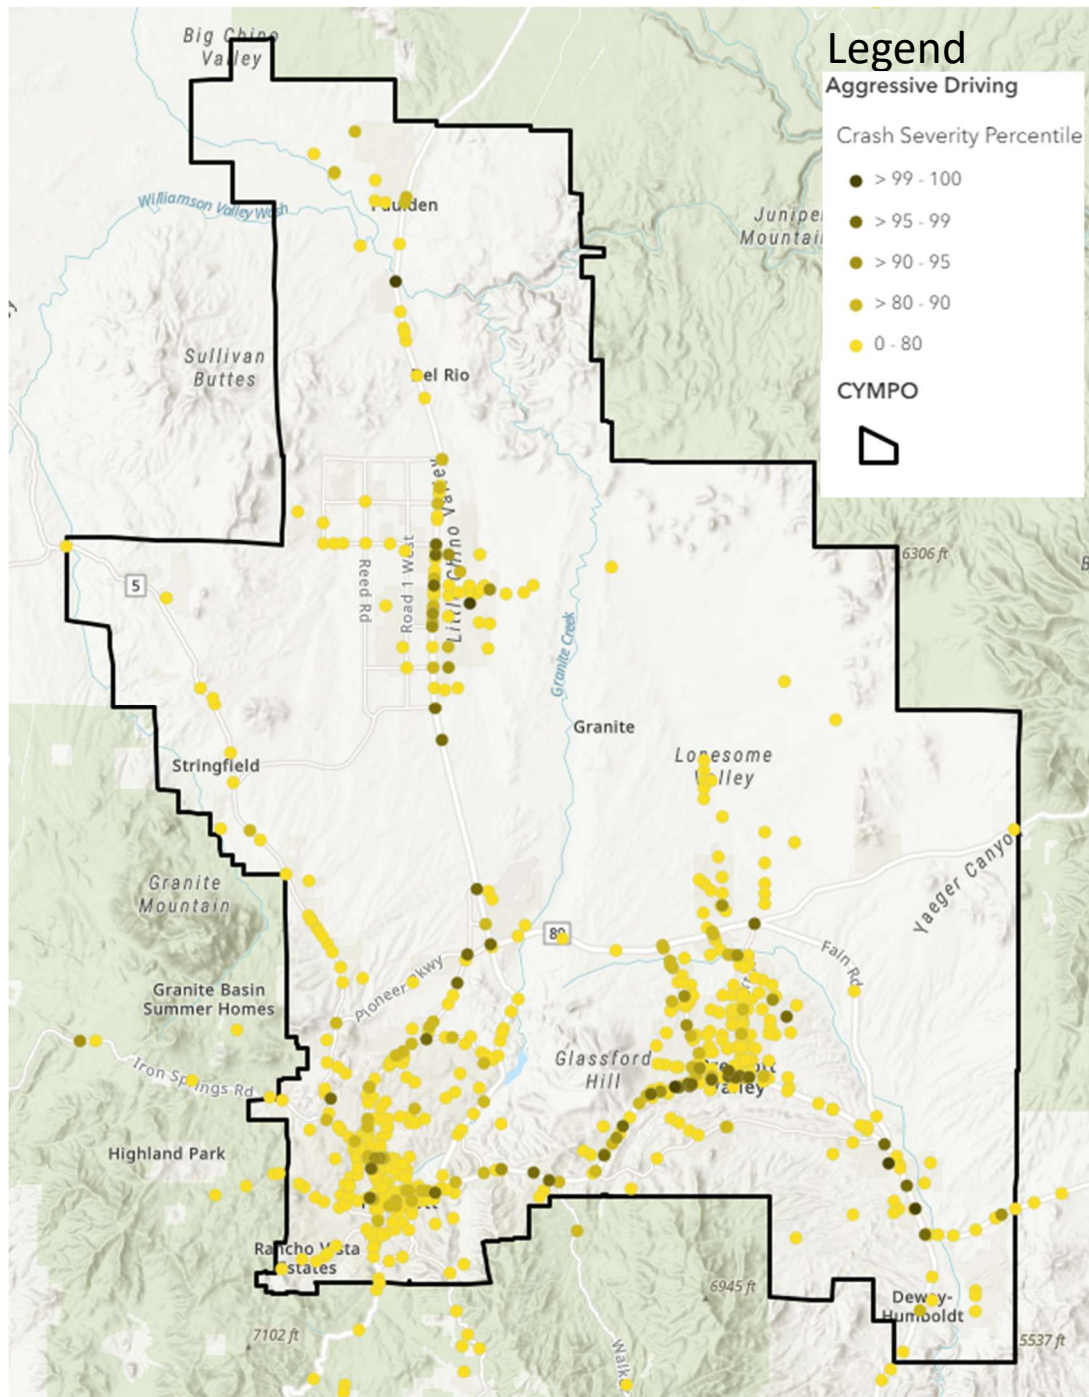 Big Chino
Valley
Legend
Aggressive Driving
Crash Severity Percentile
> 99 - 100
> 95 - 99
> 90 - 95
> 80 - 90
0 - 80
CYMPO
Williamson Valley Wash
Paulden
Juniper
Mountain
Sullivan
Buttes
Del Rio
Little Chino Valley
6306 ft
5
Reed Rd
Road 1 West
Granite Creek
Granite
Lonesome
Valley
Stringfield
Yaeger Canyon
Granite
Mountain
89
Fain Rd
Pioneer Pkwy
Granite Basin
Summer Homes
Glassford
Hill
Prescott
Valley
Iron Springs Rd
Highland Park
Rancho Vista
Estates
6945 ft
Dewey-
Humboldt
7102 ft
5537 ft